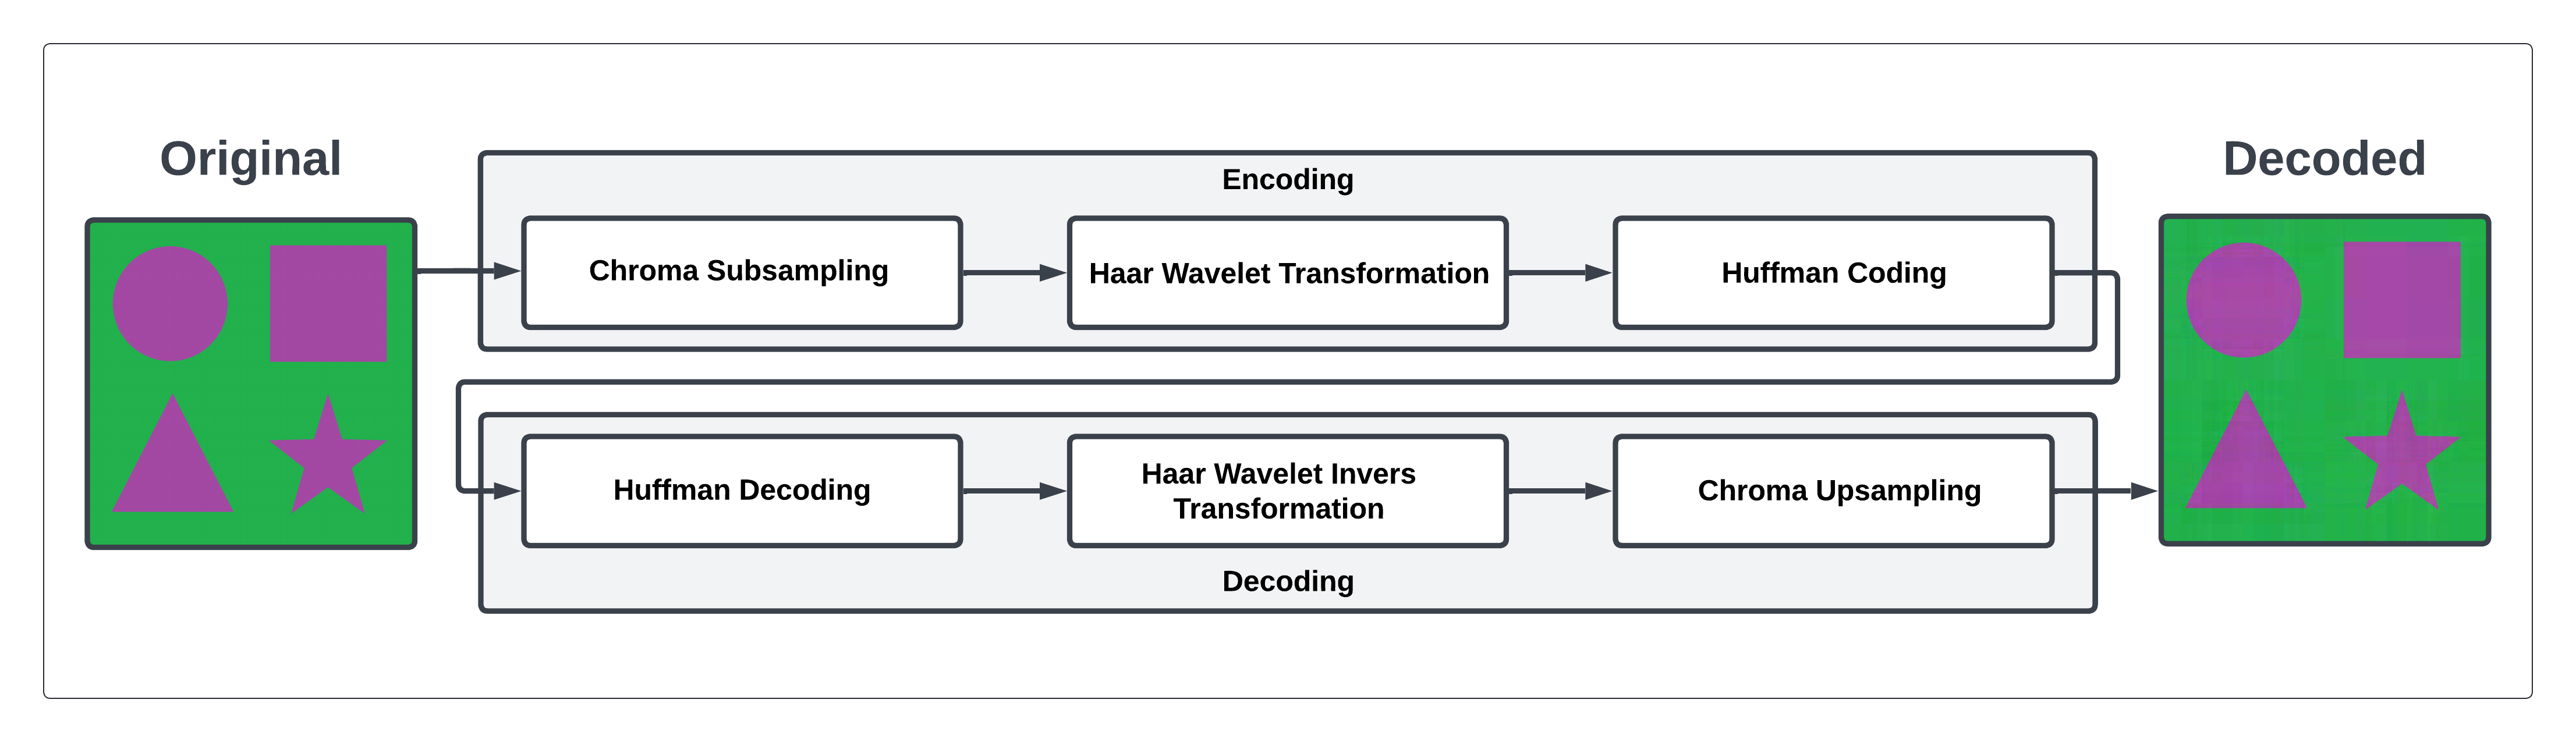 Original
Encoding
Chroma Subsampling
Haar Wavelet Transformation
Huffman Coding
Huffman Decoding
Haar Wavelet Invers
Transformation
Chroma Upsampling
Decoding
Decoded